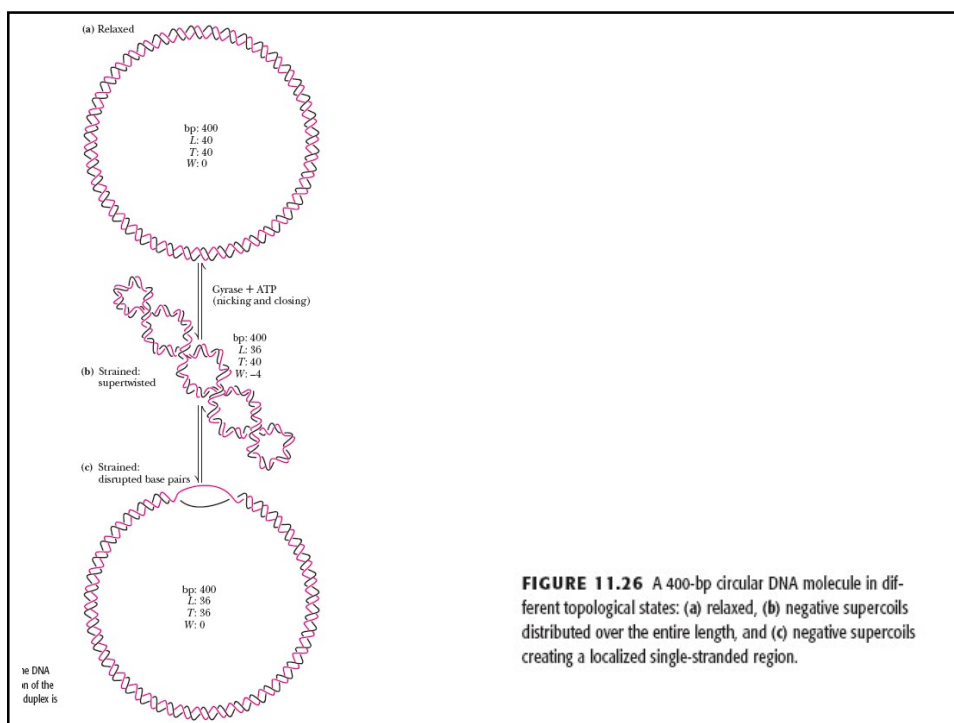 (a) Relaxed
bp: 400
L: 40
T: 40
W: 0
Gyrase + ATP
(nicking and closing)
bp: 400
L: 36
T: 40
W: –4
(b) Strained:
supertwisted
(c) Strained:
disrupted base pairs
bp: 400
L: 36
T: 36
W: 0
DNA
of the
duplex is
FIGURE 11.26 A 400-bp circular DNA molecule in dif-
ferent topological states: (a) relaxed, (b) negative supercoils
distributed over the entire length, and (c) negative supercoils
creating a localized single-stranded region.